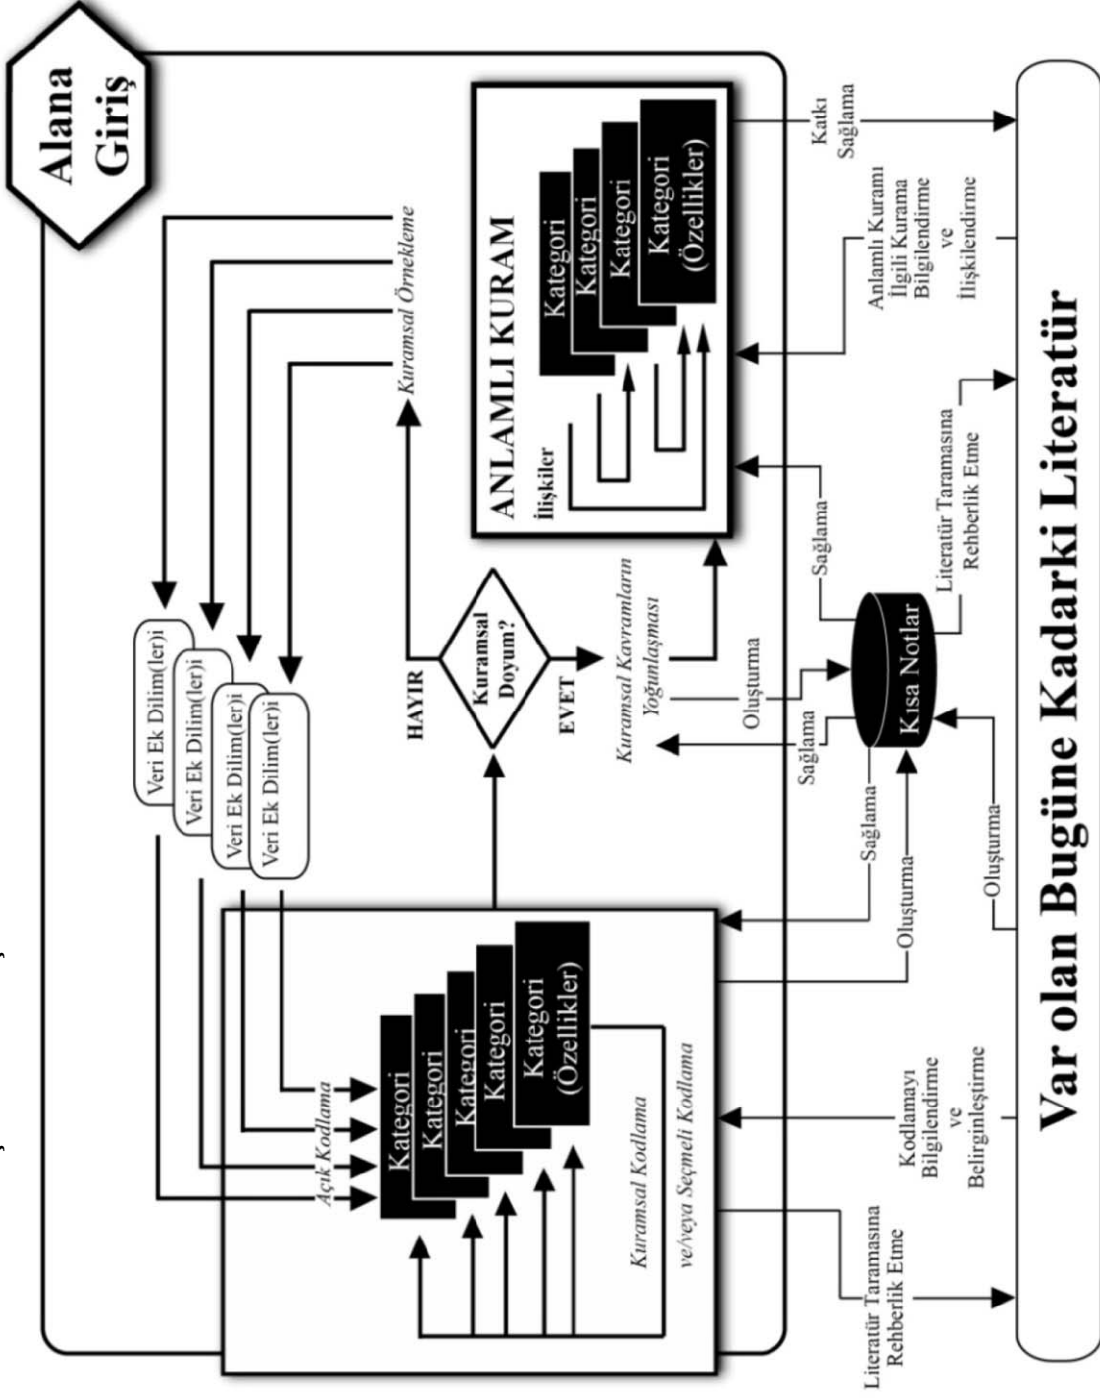 Alana
Giriş
Veri Ek Dilim(ler)i
Veri Ek Dilim(ler)i
Veri Ek Dilim(ler)i
Veri Ek Dilim(ler)i
Kuramsal Örnekleme
Açık Kodlama
Kategori
Kategori
Kategori
Kategori
Kategori
(Özellikler)
Kuramsal Kodlama
ve/veya Seçmeli Kodlama
HAYIR
Kuramsal
Doyum?
EVET
Kuramsal Kavramların
Yoğunlaşması
ANLAMLI KURAM
İlişkiler
Kategori
Kategori
Kategori
Kategori
(Özellikler)
Oluşturma
Sağlama
Sağlama
Sağlama
Oluşturma
Oluşturma
Kısa Notlar
Katkı
Sağlama
Anlamlı Kuramı
İlgili Kurama
Bilgilendirme
ve
İlişkilendirme
Literatür Taramasına
Rehberlik Etme
Kodlamayı
Bilgilendirme
ve
Belirginleştirme
Literatür Taramasına
Rehberlik Etme
Var olan Bugüne Kadarki Literatür